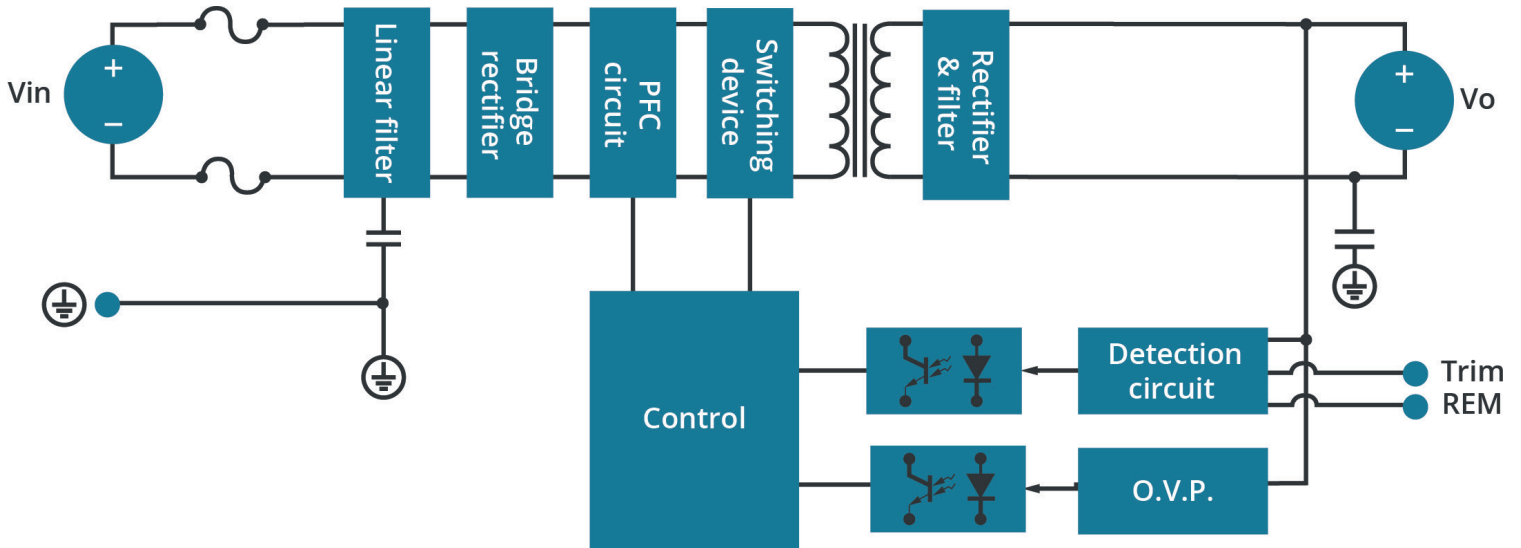 Vin
+
−
Linear filter
Bridge
rectifier
PFC
circuit
Switching
device
Rectifier
& filter
+
−
Vo
Control
Detection
circuit
Trim
REM
O.V.P.